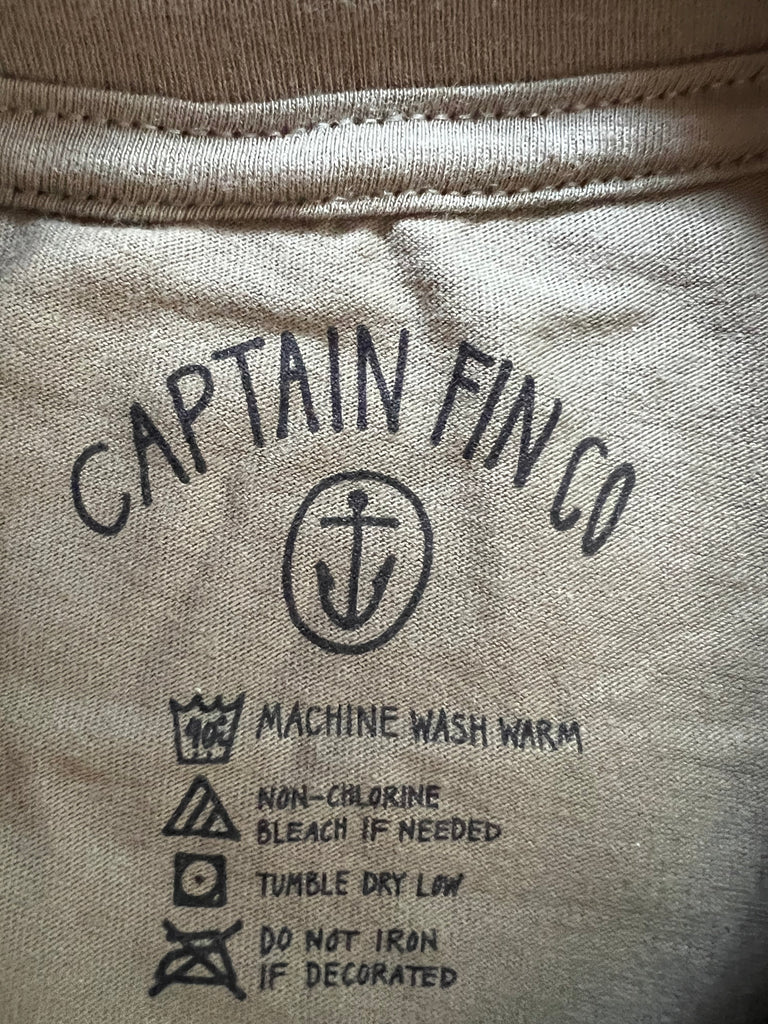 CAPTAIN FIN CO
MACHINE WASH WARM
NON-CHLORINE
BLEACH IF NEEDED
TUMBLE DRY LOW
DO NOT IRON
IF DECORATED